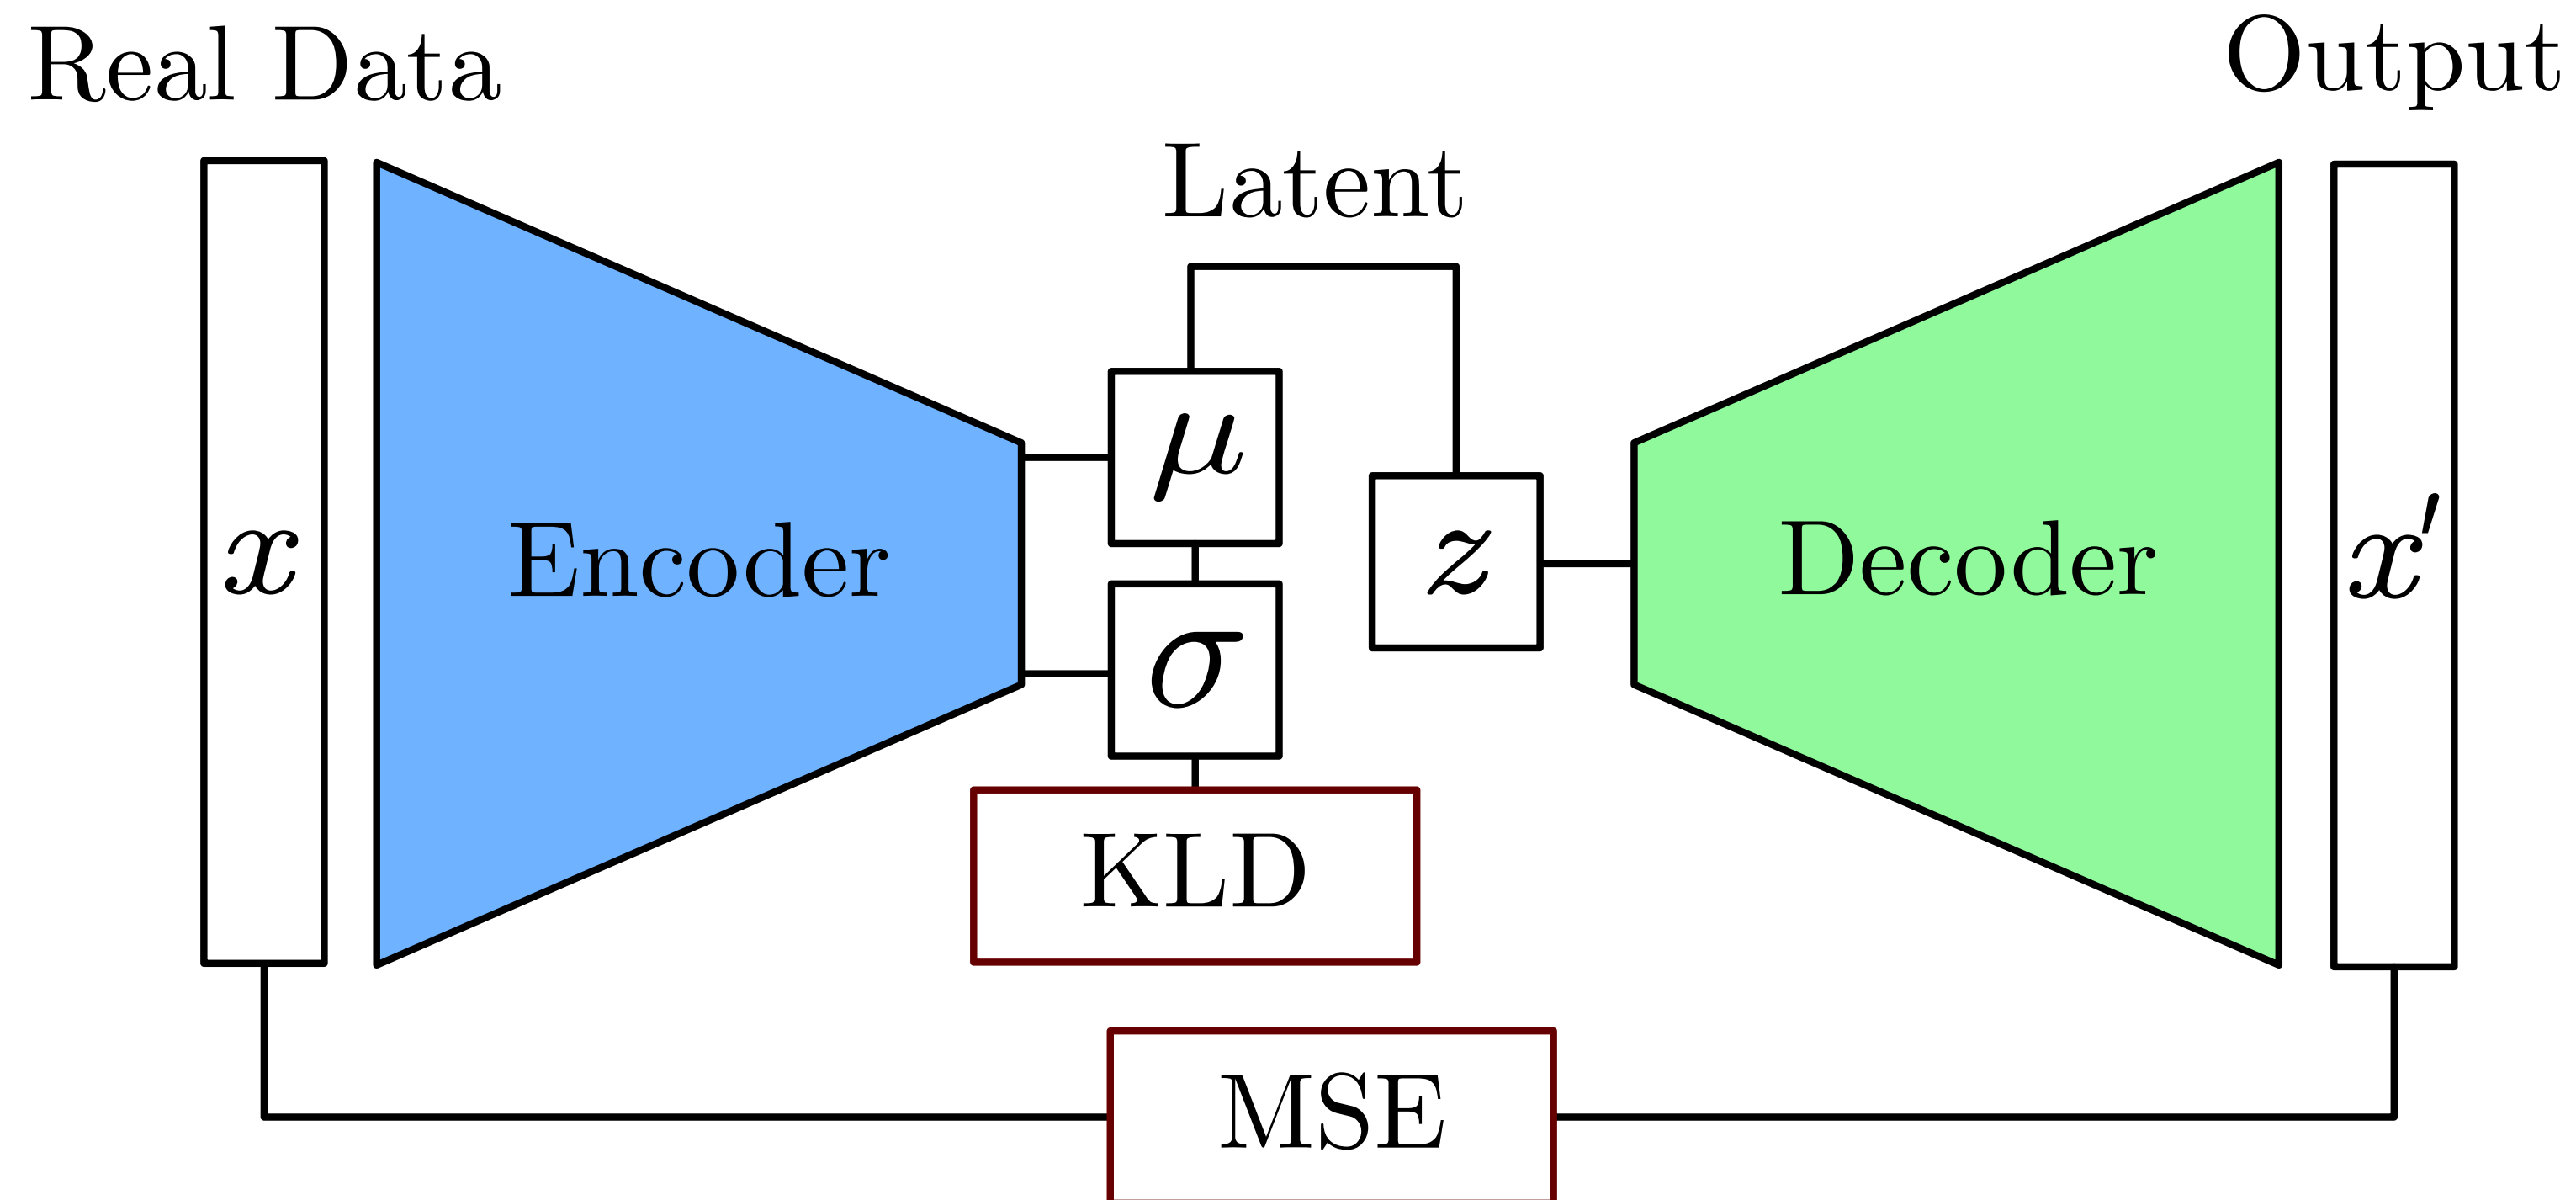 Real Data
Output
Latent
x
Encoder
μ
σ
z
Decoder
x′
KLD
MSE